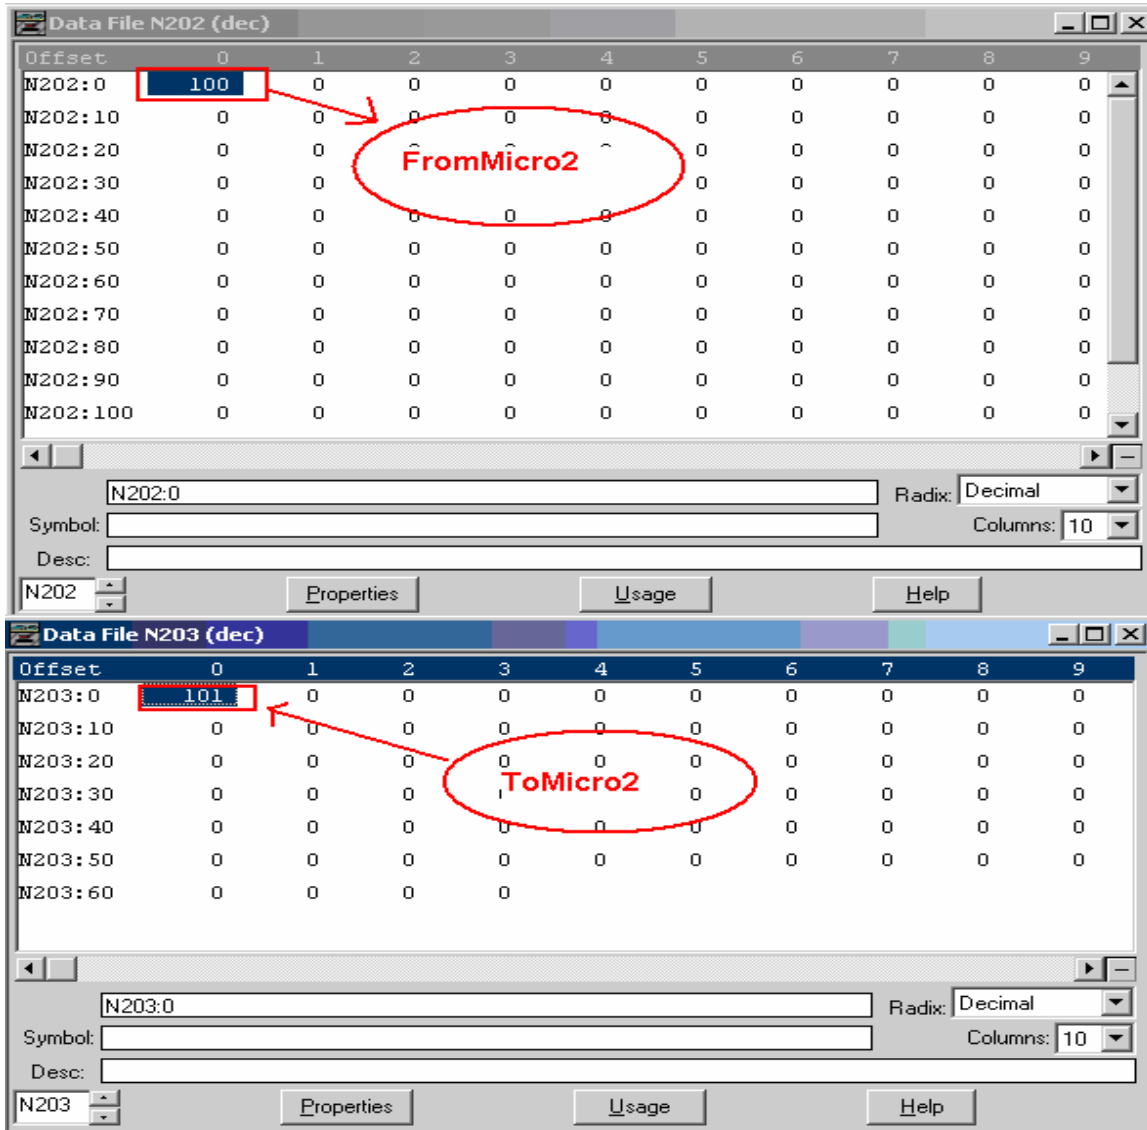 Data File N202 (dec)
Offset 0 1 2 3 4 5 6 7 8 9
N202:0 100 0 0 0 0 0 0 0 0 0
N202:10 0 0 0 0 0 0 0 0 0 0
N202:20 0 0 0 0 0 0 0
FromMicro2
N202:30 0 0 0 0 0 0 0
N202:40 0 0 0 0 0 0 0 0 0 0
N202:50 0 0 0 0 0 0 0 0 0 0
N202:60 0 0 0 0 0 0 0 0 0 0
N202:70 0 0 0 0 0 0 0 0 0 0
N202:80 0 0 0 0 0 0 0 0 0 0
N202:90 0 0 0 0 0 0 0 0 0 0
N202:100 0 0 0 0 0 0 0 0 0 0
N202:0 Radix: Decimal
Symbol: Columns: 10
Desc:
N202 Properties Usage Help
Data File N203 (dec)
Offset 0 1 2 3 4 5 6 7 8 9
N203:0 101 0 0 0 0 0 0 0 0 0
N203:10 0 0 0 0 0 0 0 0 0 0
N203:20 0 0 0 0 0 0 0 0 0 0
ToMicro2
N203:30 0 0 0 0 0 0 0 0
N203:40 0 0 0 0 0 0 0 0 0 0
N203:50 0 0 0 0 0 0 0 0 0 0
N203:60 0 0 0 0
N203:0 Radix: Decimal
Symbol: Columns: 10
Desc:
N203 Properties Usage Help